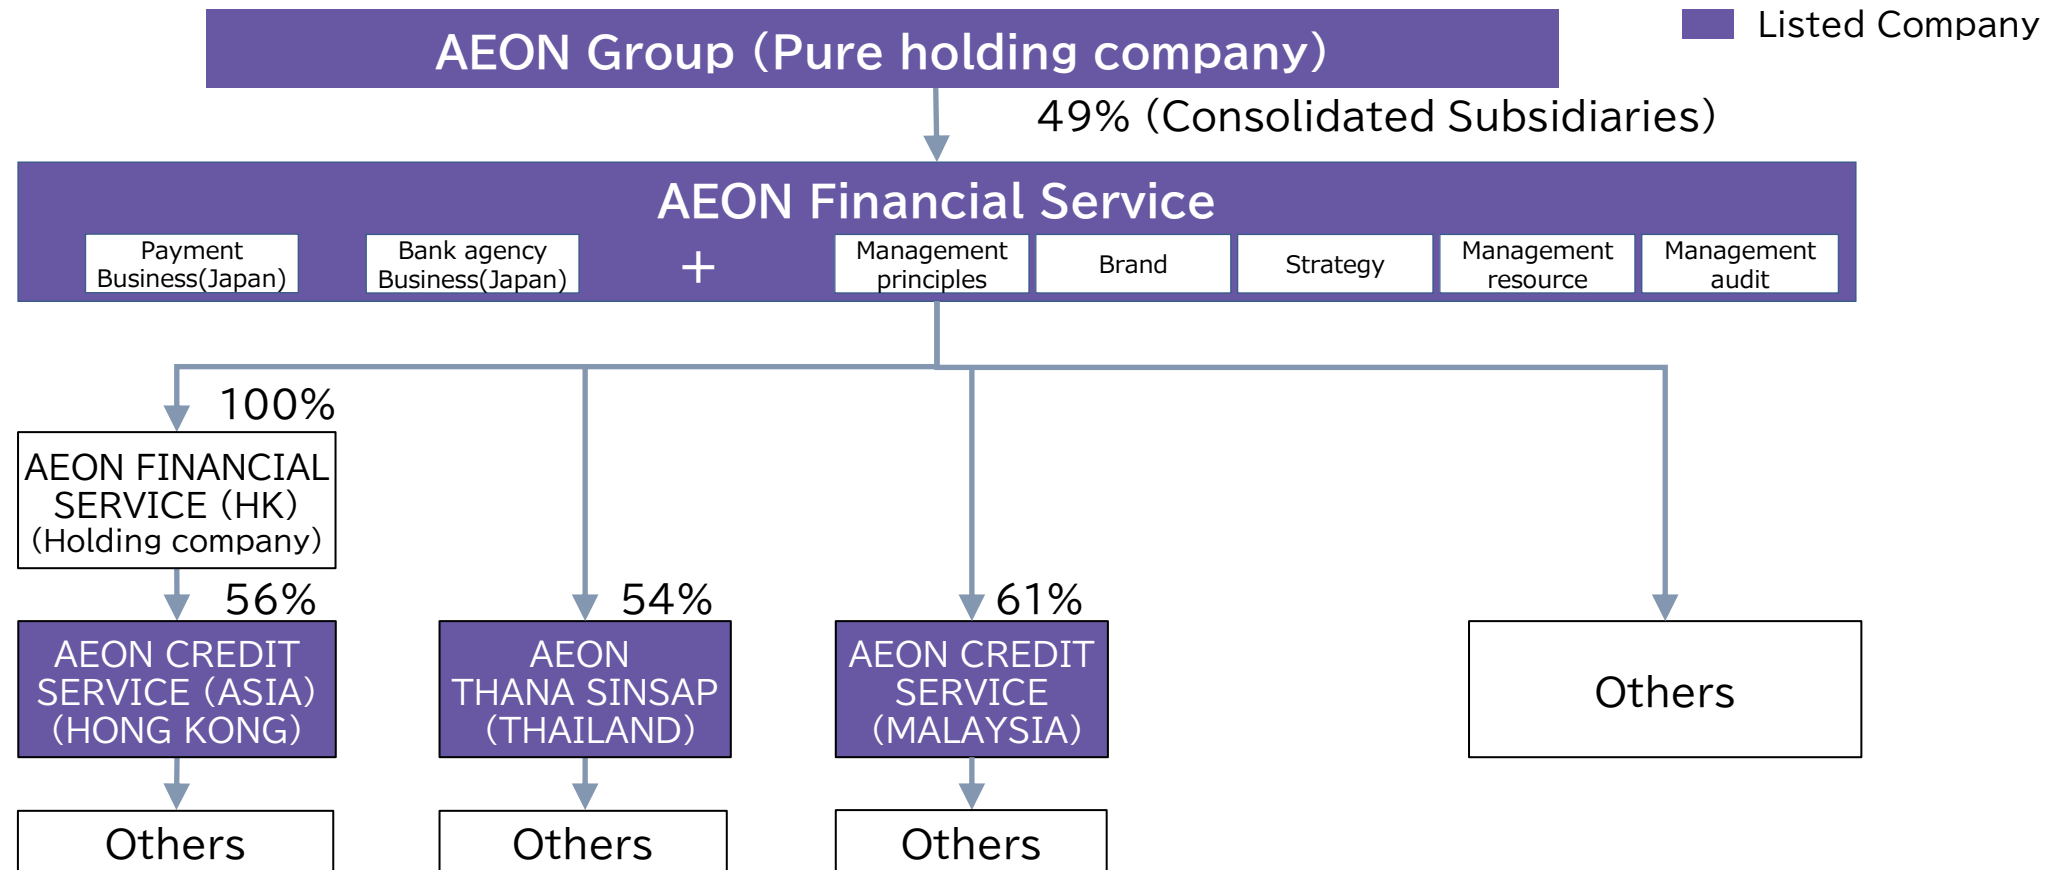 AEON Group (Pure holding company)
Listed Company
49% (Consolidated Subsidiaries)
AEON Financial Service
Payment
Business(Japan)
Bank agency
Business(Japan)
+
Management
principles
Brand
Strategy
Management
resource
Management
audit
100%
AEON FINANCIAL
SERVICE (HK)
(Holding company)
56%
54%
61%
AEON CREDIT
SERVICE (ASIA)
(HONG KONG)
AEON
THANA SINSAP
(THAILAND)
AEON CREDIT
SERVICE
(MALAYSIA)
Others
Others
Others
Others